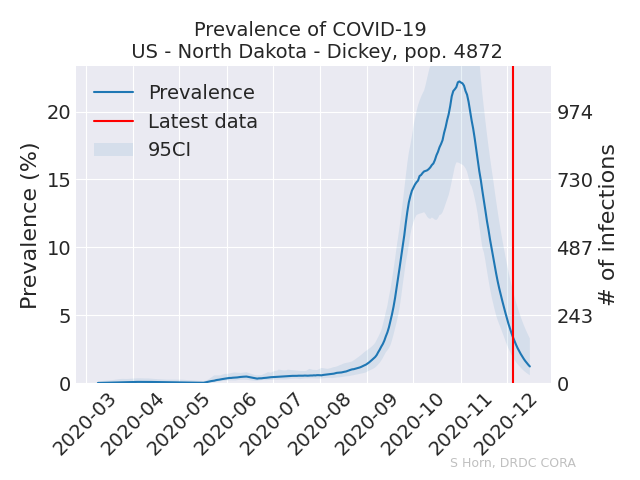 Prevalence of COVID-19
US - North Dakota - Dickey, pop. 4872
Prevalence
Latest data
95CI
Prevalence (%)
20
15
10
5
0
# of infections
974
730
487
243
0
2020-03
2020-04
2020-05
2020-06
2020-07
2020-08
2020-09
2020-10
2020-11
2020-12
S Horn, DRDC CORA